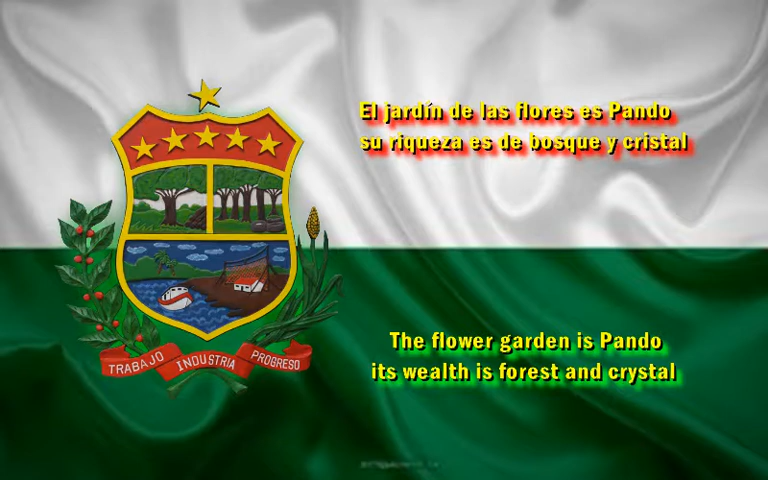 El jardín de las flores es Pando
su riqueza es de bosque y cristal
TRABAJO INDUSTRIA PROGRESO
The flower garden is Pando
its wealth is forest and crystal